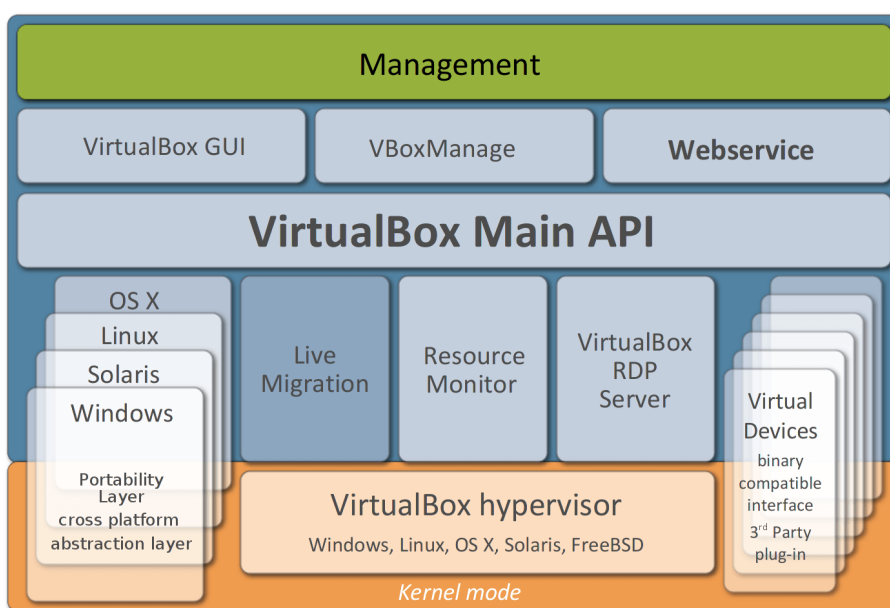 Management
VirtualBox GUI
VBoxManage
Webservice
VirtualBox Main API
OS X
Linux
Solaris
Windows
Portability
Layer
cross platform
abstraction layer
Live
Migration
Resource
Monitor
VirtualBox
RDP
Server
Virtual
Devices
binary
compatible
interface
3rd Party
plug-in
VirtualBox hypervisor
Windows, Linux, OS X, Solaris, FreeBSD
Kernel mode